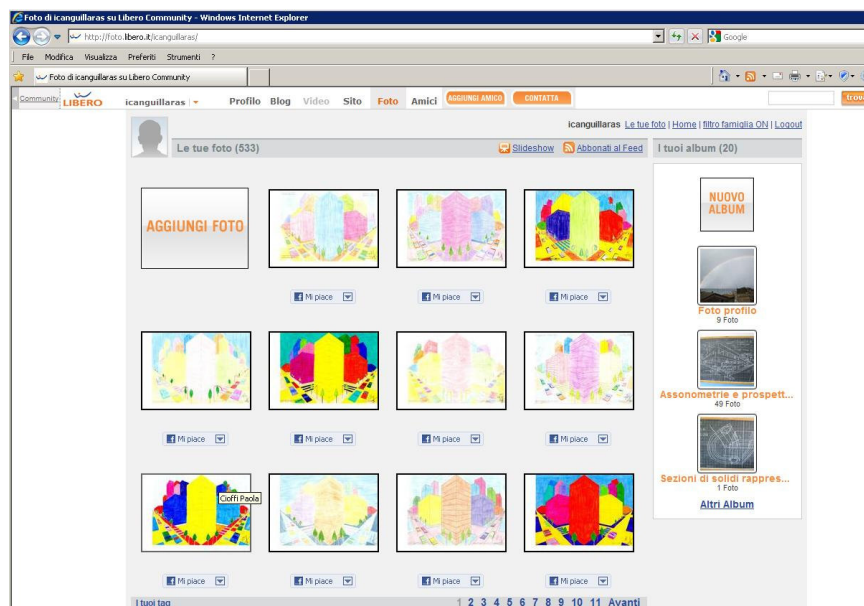 Foto di icanguillaras su Libero Community - Windows Internet Explorer
http://foto.libero.it/icanguillaras/
Google
File Modifica Visualizza Preferiti Strumenti ?
Foto di icanguillaras su Libero Community
Community LIBERO icanguillaras Profilo Blog Video Sito Foto Amici AGGIUNGI AMICO CONTATTA trova
icanguillaras Le tue foto | Home | filtro famiglia ON | Logout
Le tue foto (533) Slideshow Abbonati al Feed I tuoi album (20)
AGGIUNGI FOTO
NUOVO
ALBUM
Mi piace Mi piace Mi piace
Foto profilo
9 Foto
Assonometrie e prospett...
49 Foto
Mi piace Mi piace Mi piace Mi piace
Sezioni di solidi rappres...
1 Foto
Altri Album
Cioffi Paola
Mi piace Mi piace Mi piace Mi piace
I tuoi tag 1 2 3 4 5 6 7 8 9 10 11 Avanti